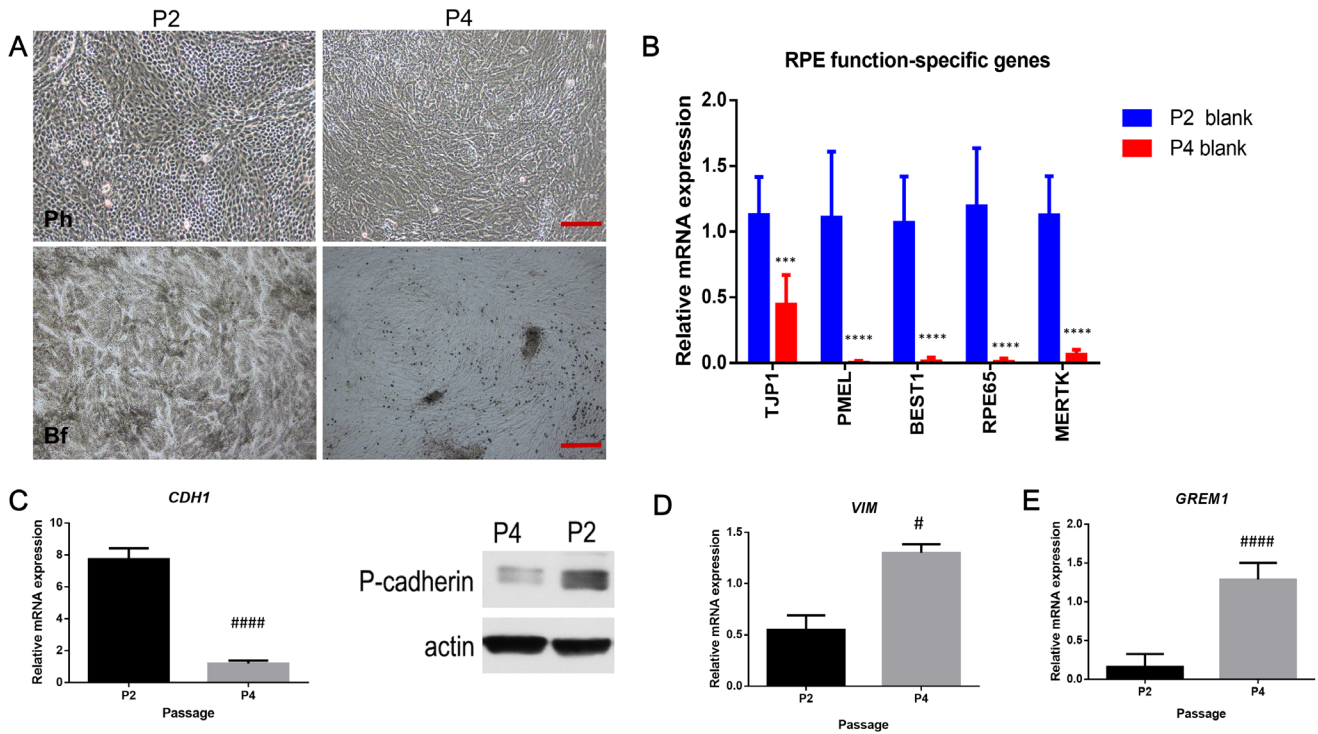 P2
P4
A
Ph
Bf
B
RPE function-specific genes
Relative mRNA expression
2.0
1.5
1.0
0.5
0.0
***
****
****
****
****
TJP1
PMEL
BEST1
RPE65
MERTK
P2 blank
P4 blank
C
CDH1
Relative mRNA expression
10
8
6
4
2
0
####
P2
P4
Passage
P4
P2
P-cadherin
actin
D
VIM
Relative mRNA expression
1.5
1.0
0.5
0.0
#
P2
P4
Passage
E
GREM1
Relative mRNA expression
2.0
1.5
1.0
0.5
0.0
####
P2
P4
Passage